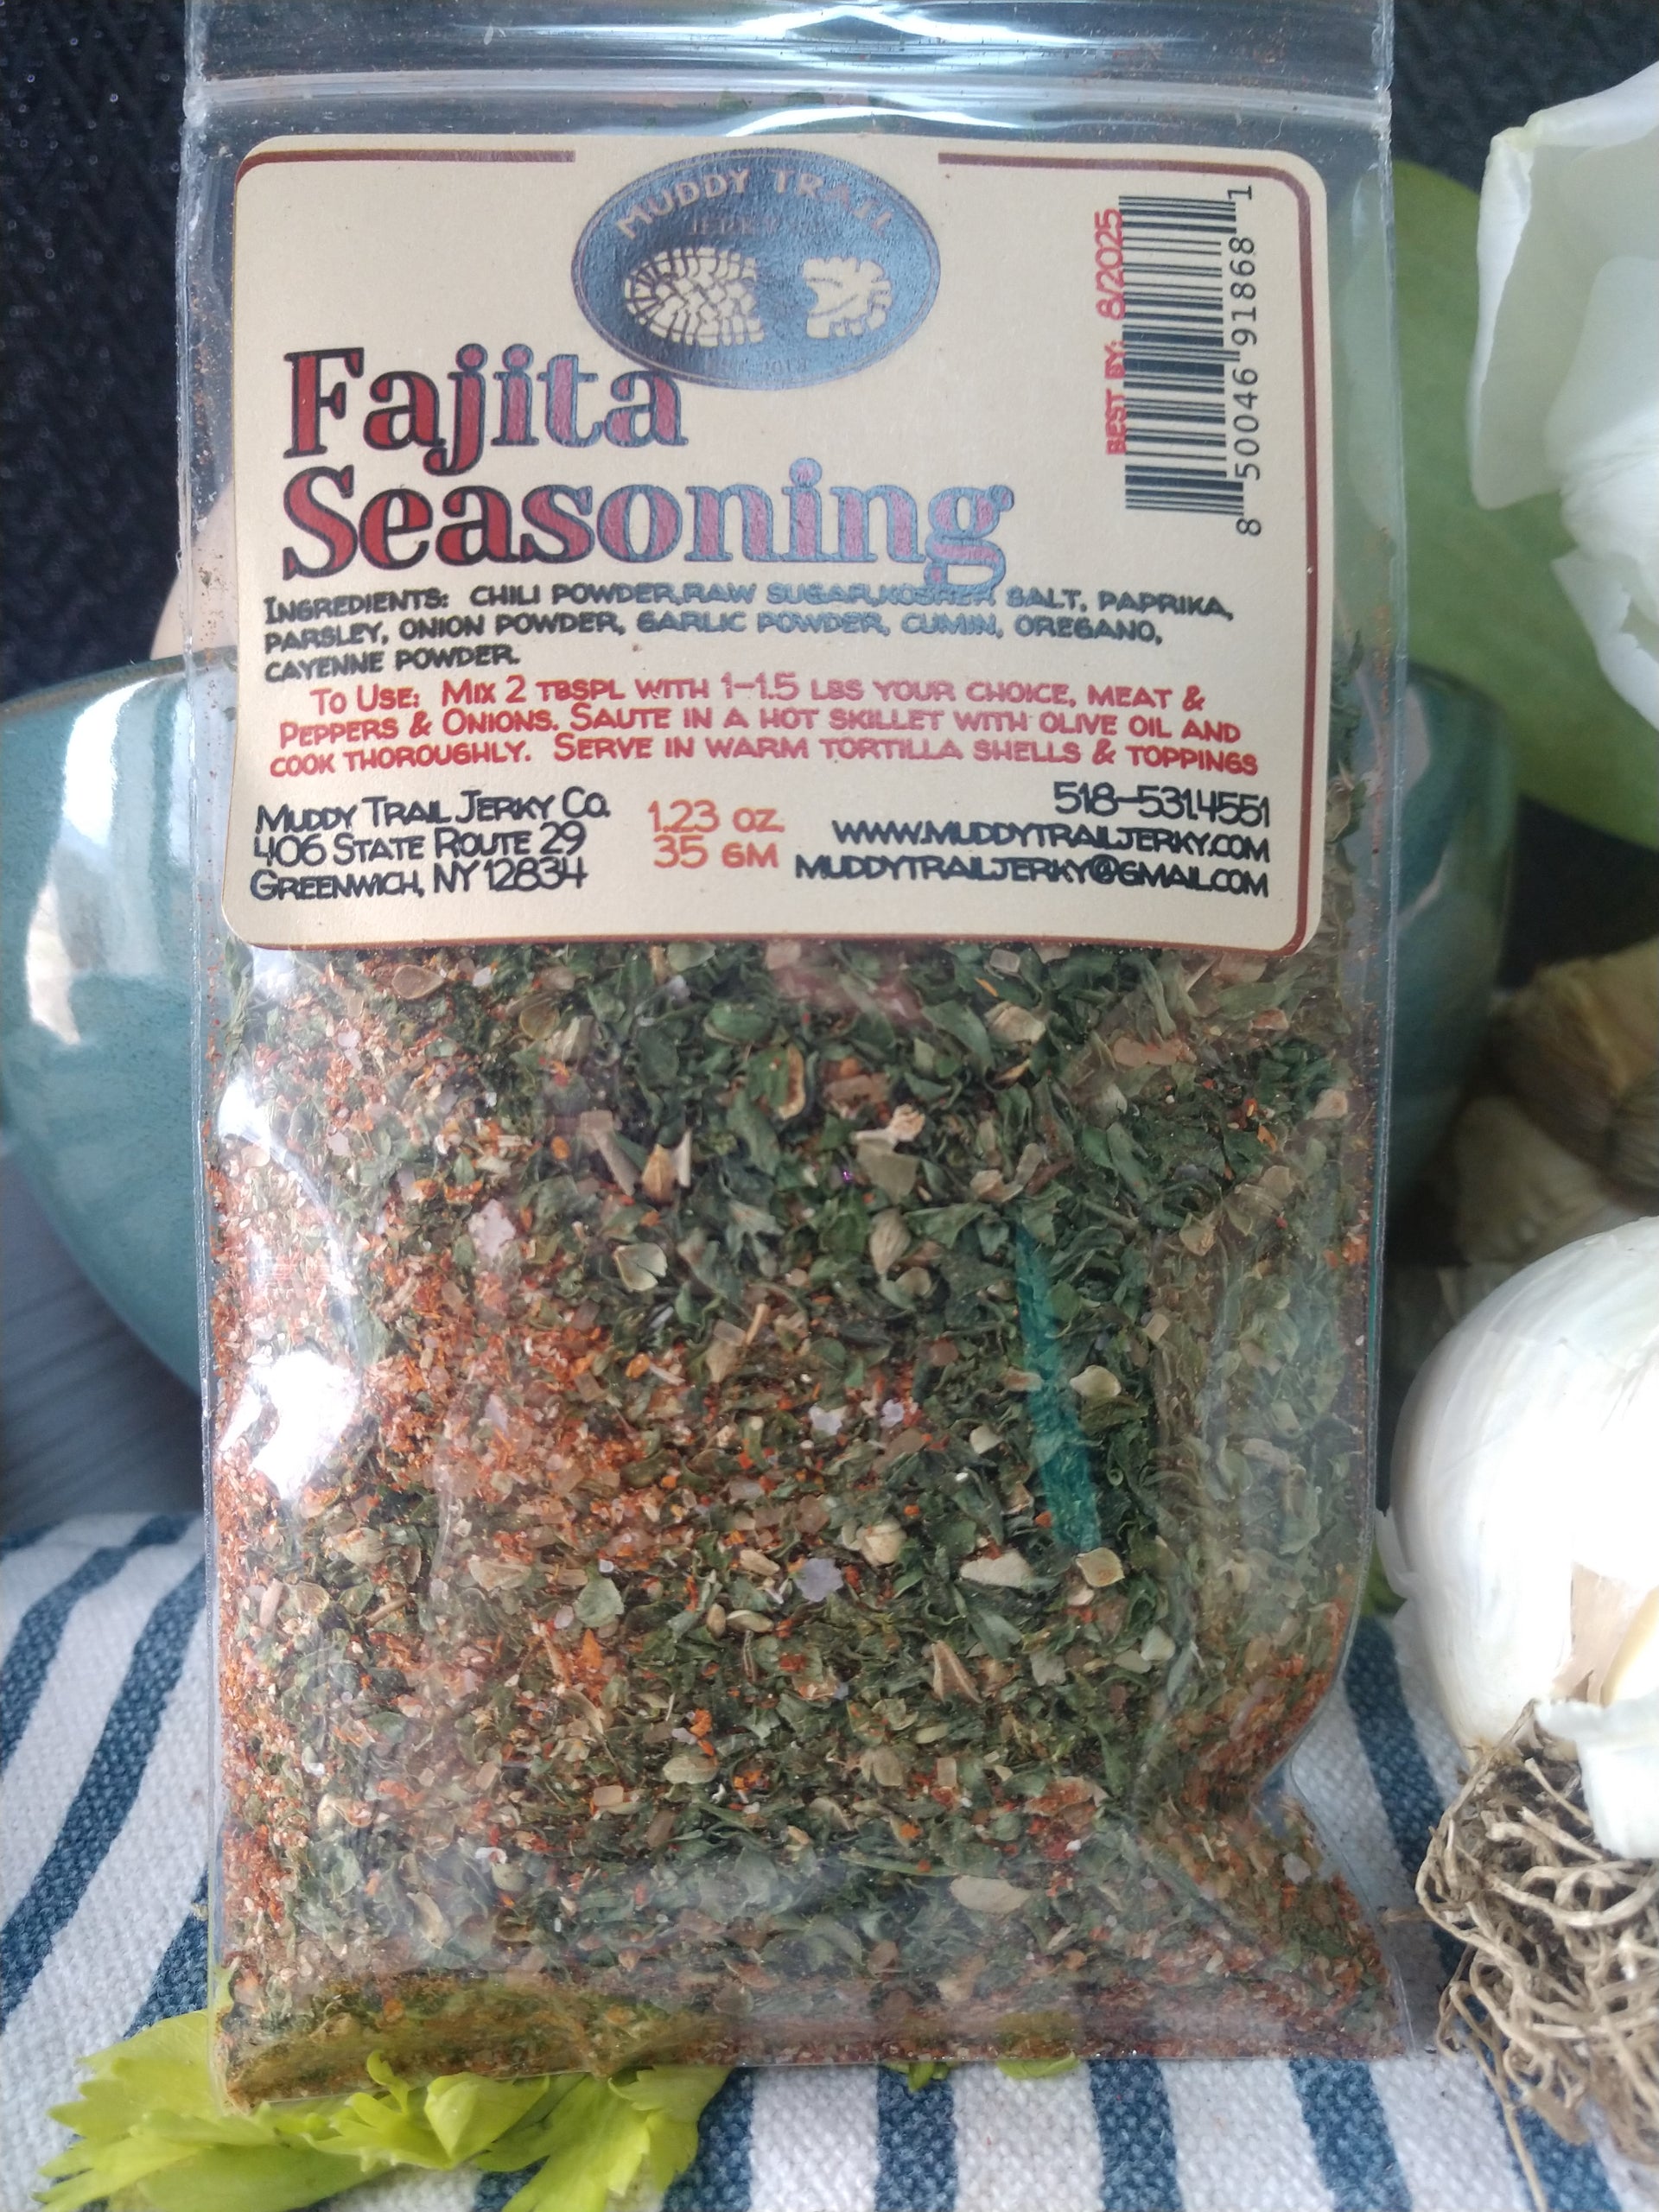 MUDDY TRAIL
JERKY CO.
Fajita
Seasoning
BEST BY: 8/2025
8 50046 91868 1
INGREDIENTS: CHILI POWDER,RAW SUGAR,KOSHER SALT, PAPRIKA,
PARSLEY, ONION POWDER, GARLIC POWDER, CUMIN, OREGANO,
CAYENNE POWDER.
TO USE: MIX 2 TBSPL WITH 1-1.5 LBS YOUR CHOICE, MEAT &
PEPPERS & ONIONS. SAUTE IN A HOT SKILLET WITH OLIVE OIL AND
COOK THOROUGHLY. SERVE IN WARM TORTILLA SHELLS & TOPPINGS
MUDDY TRAIL JERKY CO.
406 STATE ROUTE 29
GREENWICH, NY 12834
1.23 OZ
35 GM
518-531.4551
WWW.MUDDYTRAILJERKY.COM
MUDDYTRAILJERKY@GMAIL.COM